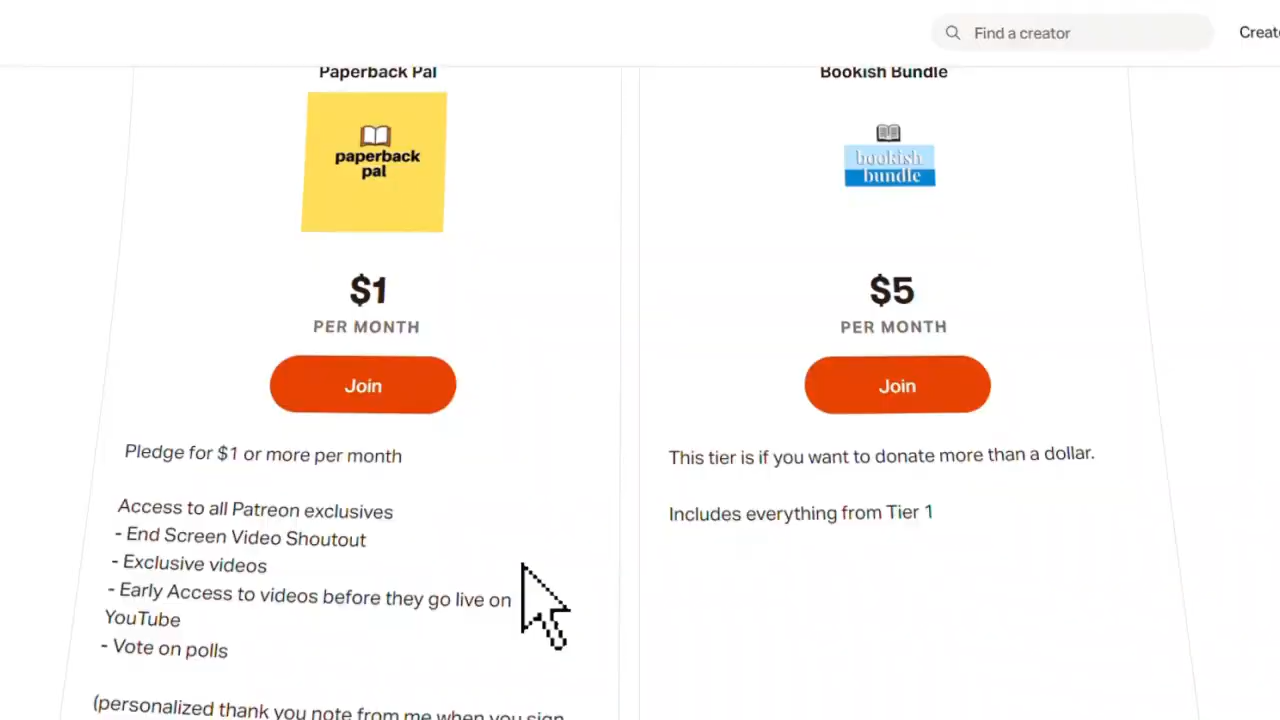 Find a creator
Create
Paperback Pal
Bookish Bundle
paperback
pal
bookish
bundle
$1
PER MONTH
Join
$5
PER MONTH
Join
Pledge for $1 or more per month
Access to all Patreon exclusives
- End Screen Video Shoutout
- Exclusive videos
- Early Access to videos before they go live on
YouTube
- Vote on polls
(personalized thank you note from me when you sign
This tier is if you want to donate more than a dollar.
Includes everything from Tier 1